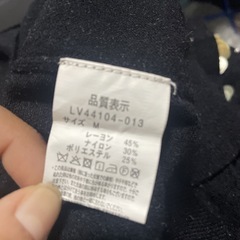 品質表示
LV44104-013
サイズ M
レーヨン 45%
ナイロン 30%
ポリエステル 25%